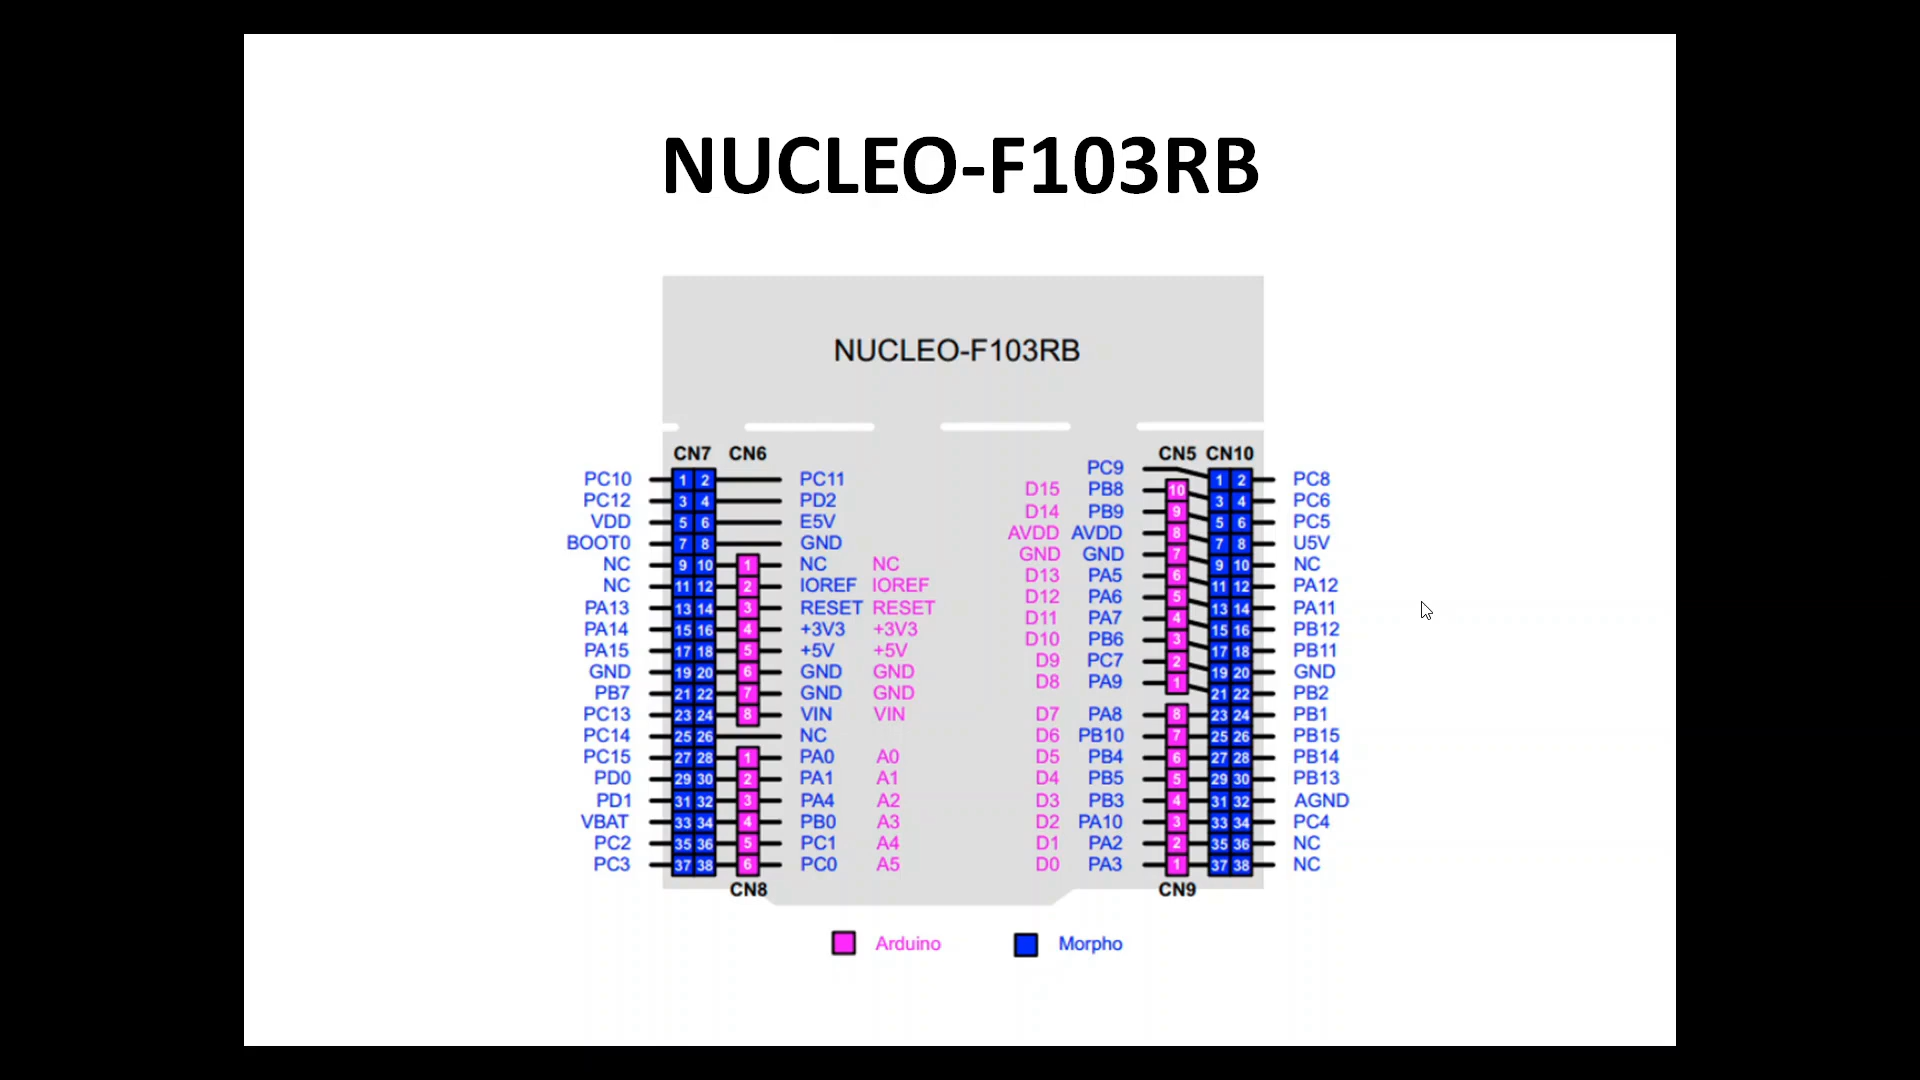 NUCLEO-F103RB
NUCLEO-F103RB
CN7 CN6 CN5 CN10
PC9
PC10 1 2 PC11 1 2 PC8
D15 PB8 10
PC12 3 4 PD2 3 4 PC6
D14 PB9 9
VDD 5 6 E5V 5 6 PC5
AVDD AVDD 8
BOOT0 7 8 GND 7 8 U5V
GND GND 7
NC 9 10 1 NC NC 9 10 NC
D13 PA5 6
NC 11 12 2 IOREF IOREF 11 12 PA12
D12 PA6 5
PA13 13 14 3 RESET RESET 13 14 PA11
D11 PA7 4
PA14 15 16 4 +3V3 +3V3 15 16 PB12
D10 PB6 3
PA15 17 18 5 +5V +5V 17 18 PB11
D9 PC7 2
GND 19 20 6 GND GND 19 20 GND
D8 PA9 1
PB7 21 22 7 GND GND 21 22 PB2
PC13 23 24 8 VIN VIN D7 PA8 8 23 24 PB1
PC14 25 26 NC D6 PB10 7 25 26 PB15
PC15 27 28 1 PA0 A0 D5 PB4 6 27 28 PB14
PD0 29 30 2 PA1 A1 D4 PB5 5 29 30 PB13
PD1 31 32 3 PA4 A2 D3 PB3 4 31 32 AGND
VBAT 33 34 4 PB0 A3 D2 PA10 3 33 34 PC4
PC2 35 36 5 PC1 A4 D1 PA2 2 35 36 NC
PC3 37 38 6 PC0 A5 D0 PA3 1 37 38 NC
CN8 CN9
Arduino Morpho